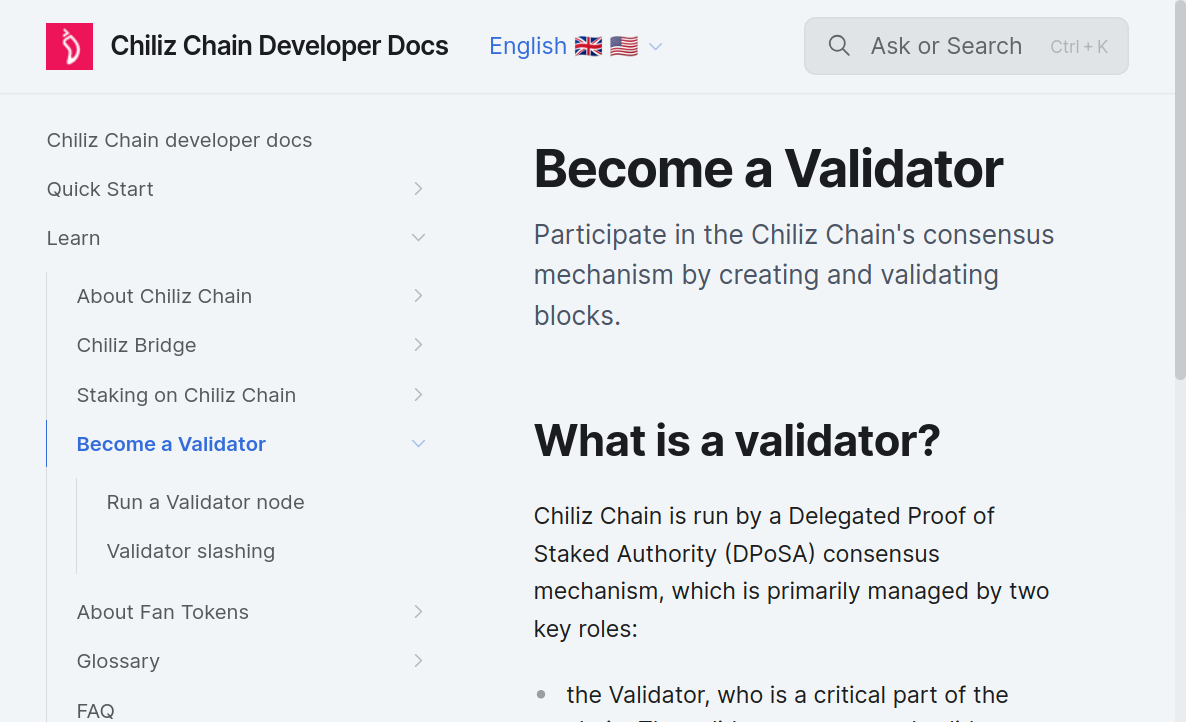 Chiliz Chain Developer Docs
English 🇬🇧 🇺🇸
Ask or Search Ctrl + K
Chiliz Chain developer docs
Quick Start
Learn
About Chiliz Chain
Chiliz Bridge
Staking on Chiliz Chain
Become a Validator
Run a Validator node
Validator slashing
About Fan Tokens
Glossary
FAQ
Become a Validator
Participate in the Chiliz Chain's consensus
mechanism by creating and validating
blocks.
What is a validator?
Chiliz Chain is run by a Delegated Proof of
Staked Authority (DPoSA) consensus
mechanism, which is primarily managed by two
key roles:
the Validator, who is a critical part of the